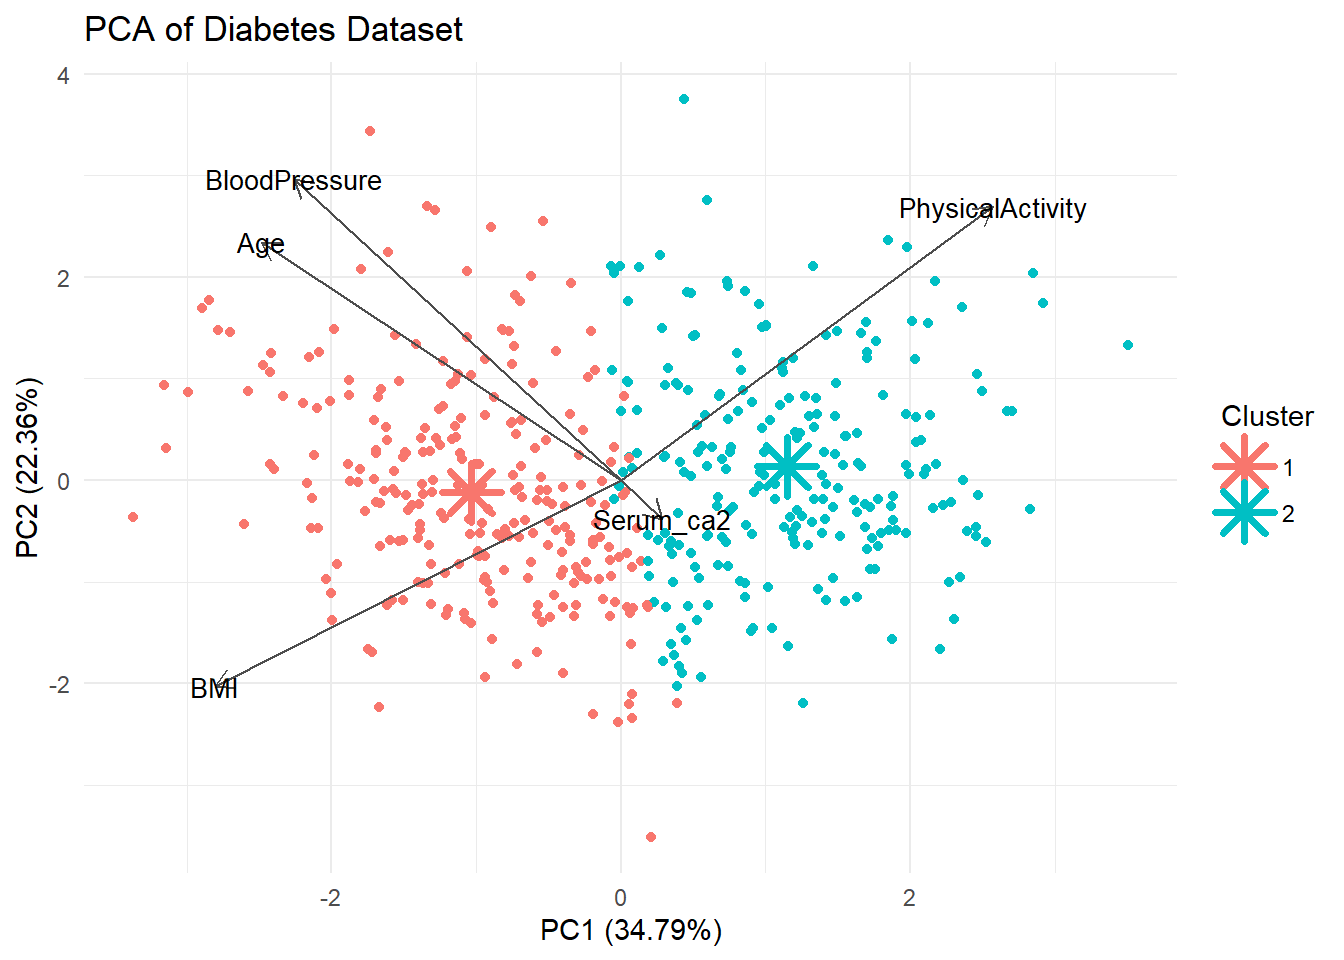 PCA of Diabetes Dataset
4
2
0
-2
PC2 (22.36%)
BloodPressure
Age
PhysicalActivity
Serum_ca2
BMI
-2
0
2
PC1 (34.79%)
Cluster
1
2